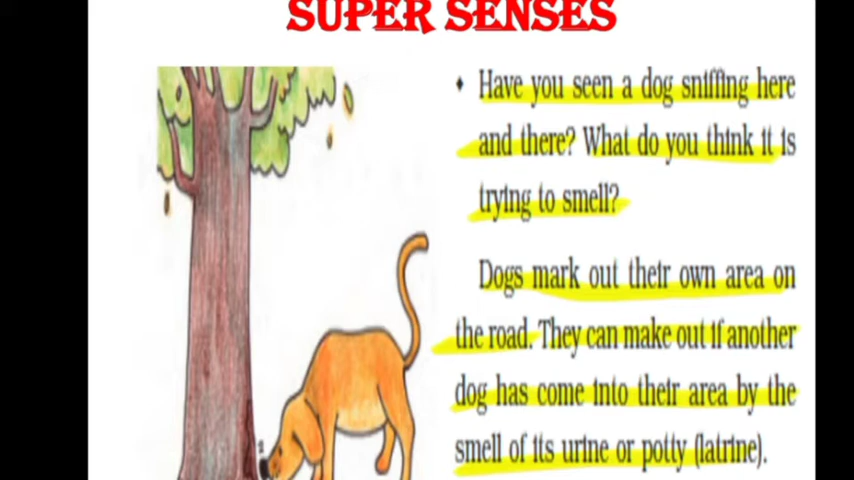 SUPER SENSES
♦ Have you seen a dog sniffing here
and there? What do you think it is
trying to smell?
Dogs mark out their own area on
the road. They can make out if another
dog has come into their area by the
smell of its urine or potty (latrine).